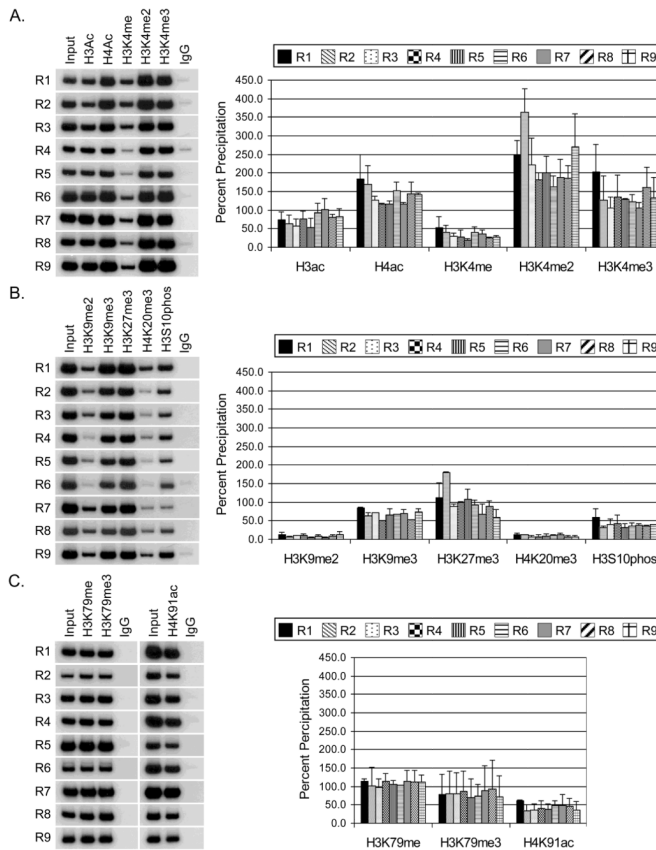 A.
Input H3Ac H4Ac H3K4me H3K4me2 H3K4me3 IgG
R1
R2
R3
R4
R5
R6
R7
R8
R9
R1 R2 R3 R4 R5 R6 R7 R8 R9
Percent Precipitation
450.0
400.0
350.0
300.0
250.0
200.0
150.0
100.0
50.0
0.0
H3ac H4ac H3K4me H3K4me2 H3K4me3
B.
Input H3K9me2 H3K9me3 H3K27me3 H4K20me3 H3S10phos IgG
R1
R2
R3
R4
R5
R6
R7
R8
R9
R1 R2 R3 R4 R5 R6 R7 R8 R9
Percent Precipitation
450.0
400.0
350.0
300.0
250.0
200.0
150.0
100.0
50.0
0.0
H3K9me2 H3K9me3 H3K27me3 H4K20me3 H3S10phos
C.
Input H3K79me H3K79me3 IgG Input H4K91ac IgG
R1
R2
R3
R4
R5
R6
R7
R8
R9
R1 R2 R3 R4 R5 R6 R7 R8 R9
Percent Percipitation
450.0
400.0
350.0
300.0
250.0
200.0
150.0
100.0
50.0
0.0
H3K79me H3K79me3 H4K91ac